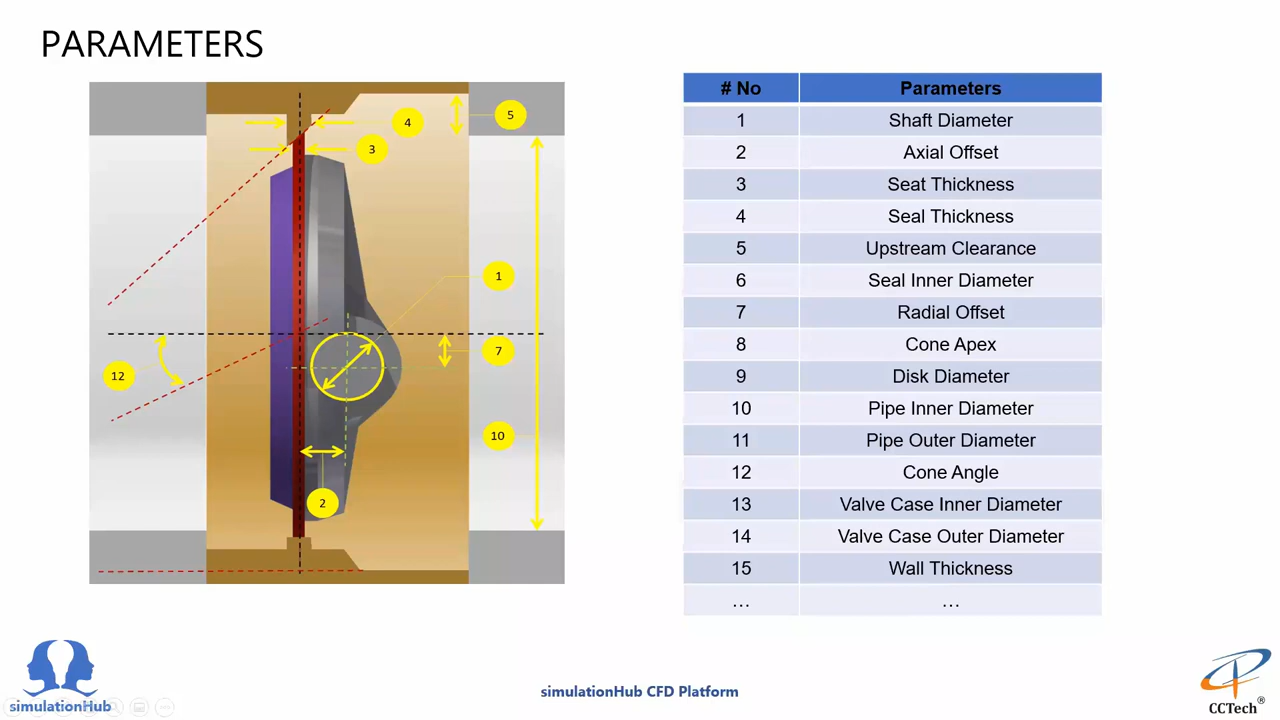 PARAMETERS
4
5
3
1
7
12
10
2
# No Parameters
1 Shaft Diameter
2 Axial Offset
3 Seat Thickness
4 Seal Thickness
5 Upstream Clearance
6 Seal Inner Diameter
7 Radial Offset
8 Cone Apex
9 Disk Diameter
10 Pipe Inner Diameter
11 Pipe Outer Diameter
12 Cone Angle
13 Valve Case Inner Diameter
14 Valve Case Outer Diameter
15 Wall Thickness
… …
simulationHub
simulationHub CFD Platform
CCTech®